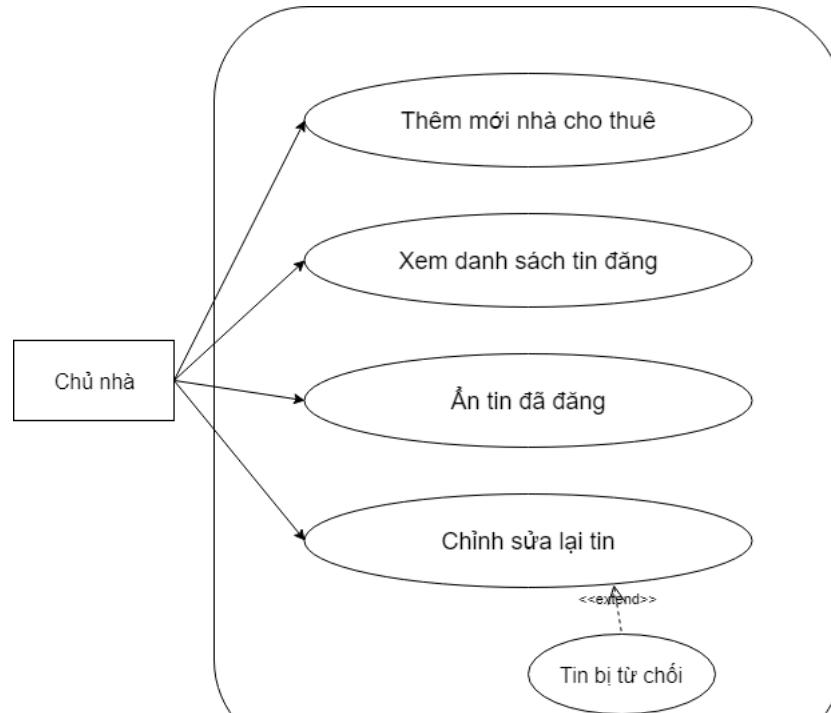 Thêm mới nhà cho thuê
Xem danh sách tin đăng
Chủ nhà
Ẩn tin đã đăng
Chỉnh sửa lại tin
<<extend>>
Tin bị từ chối